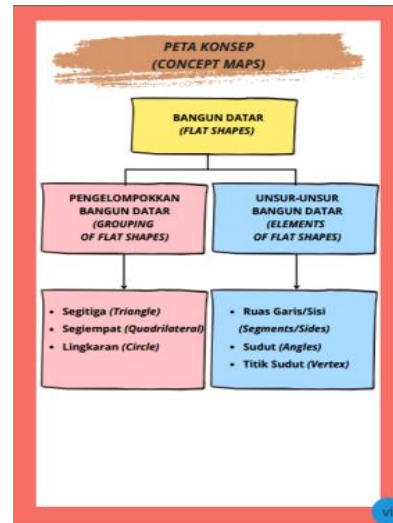 PETA KONSEP
(CONCEPT MAPS)
BANGUN DATAR
(FLAT SHAPES)
PENGELOMPOKKAN
BANGUN DATAR
(GROUPING
OF FLAT SHAPES)
UNSUR-UNSUR
BANGUN DATAR
(ELEMENTS
OF FLAT SHAPES)
• Segitiga (Triangle)
• Segiempat (Quadrilateral)
• Lingkaran (Circle)
• Ruas Garis/Sisi
(Segments/Sides)
• Sudut (Angles)
• Titik Sudut (Vertex)